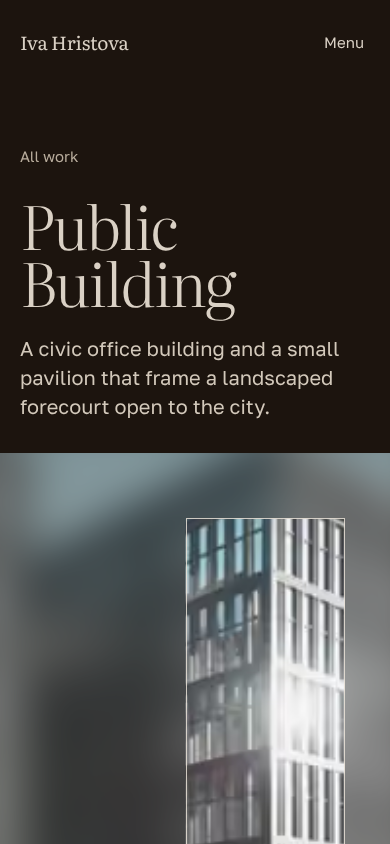 Iva Hristova
Menu
All work
Public
Building
A civic office building and a small
pavilion that frame a landscaped
forecourt open to the city.